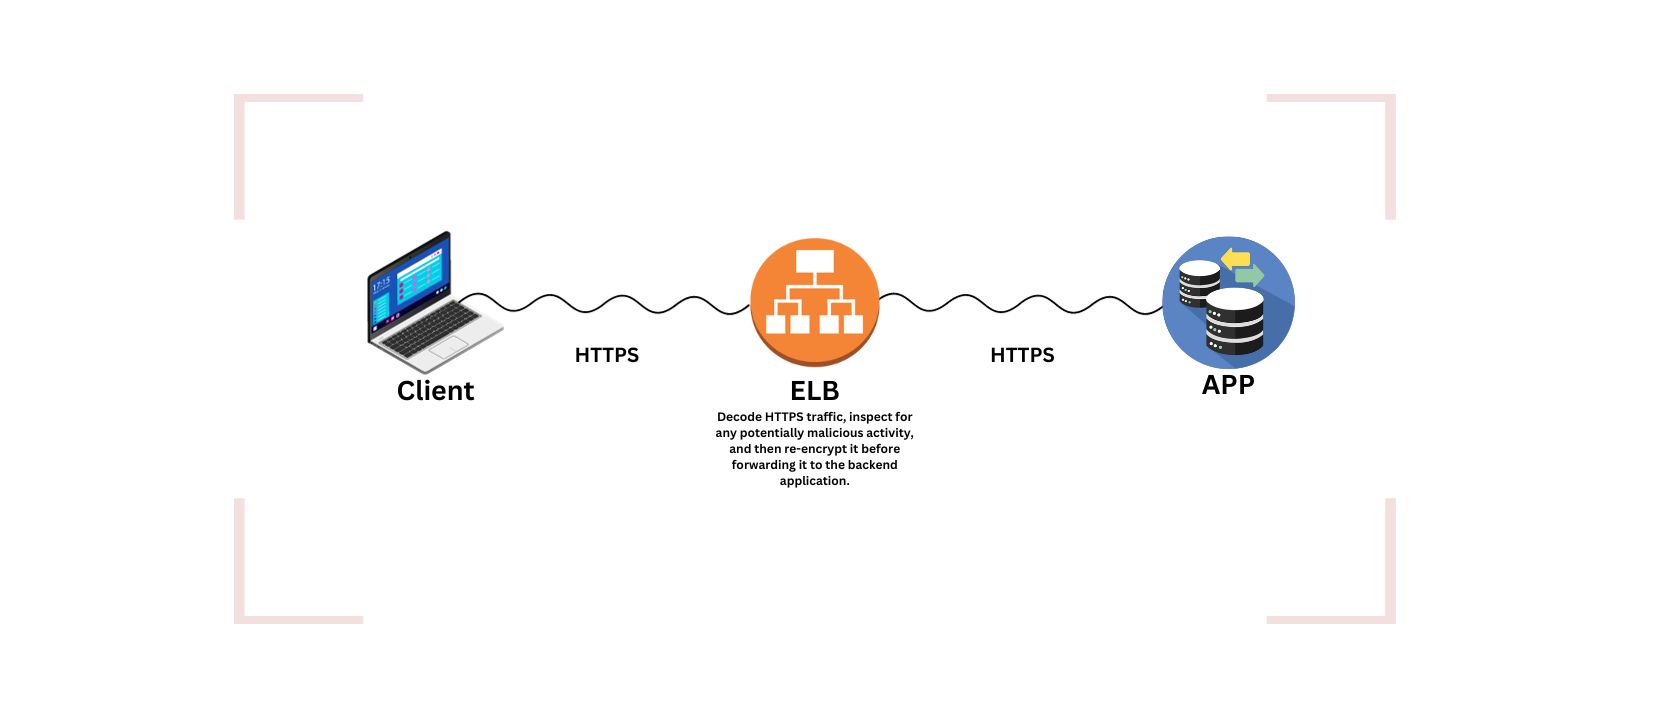 17:15
HTTPS
HTTPS
Client
ELB
APP
Decode HTTPS traffic, inspect for
any potentially malicious activity,
and then re-encrypt it before
forwarding it to the backend
application.